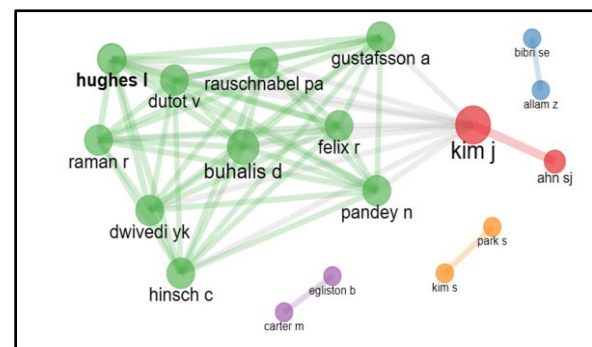 gustafsson a
bibri se
hughes l
rauschnabel pa
dutot v
allam z
kim j
felix r
raman r
buhalis d
ahn sj
pandey n
dwivedi yk
park s
hinsch c
kim s
egliston b
carter m